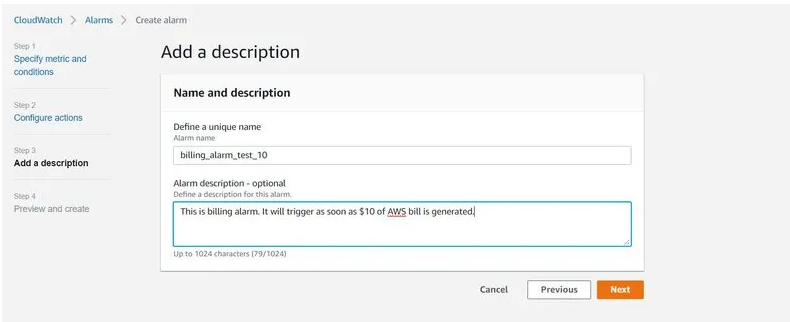 CloudWatch > Alarms > Create alarm
Step 1
Specify metric and
conditions
Step 2
Configure actions
Step 3
Add a description
Step 4
Preview and create
Add a description
Name and description
Define a unique name
Alarm name
billing_alarm_test_10
Alarm description - optional
Define a description for this alarm.
This is billing alarm. It will trigger as soon as $10 of AWS bill is generated.
Up to 1024 characters (79/1024)
Cancel
Previous
Next